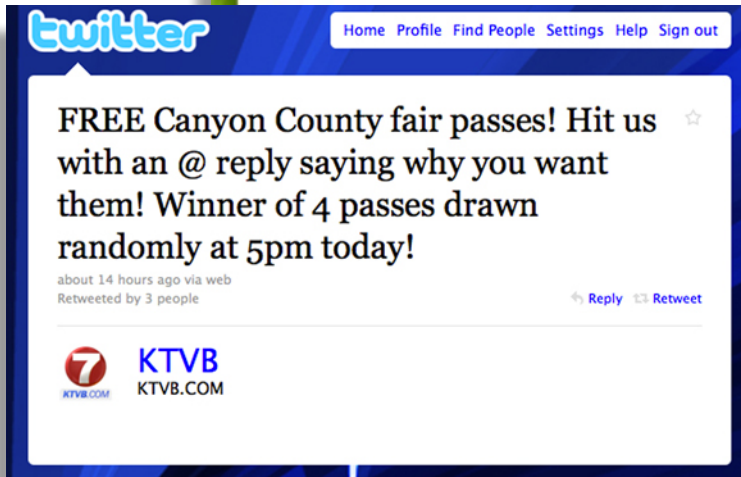 twitter
Home Profile Find People Settings Help Sign out
FREE Canyon County fair passes! Hit us
with an @ reply saying why you want
them! Winner of 4 passes drawn
randomly at 5pm today!
about 14 hours ago via web
Retweeted by 3 people
Reply Retweet
7
KTVB.COM
KTVB
KTVB.COM